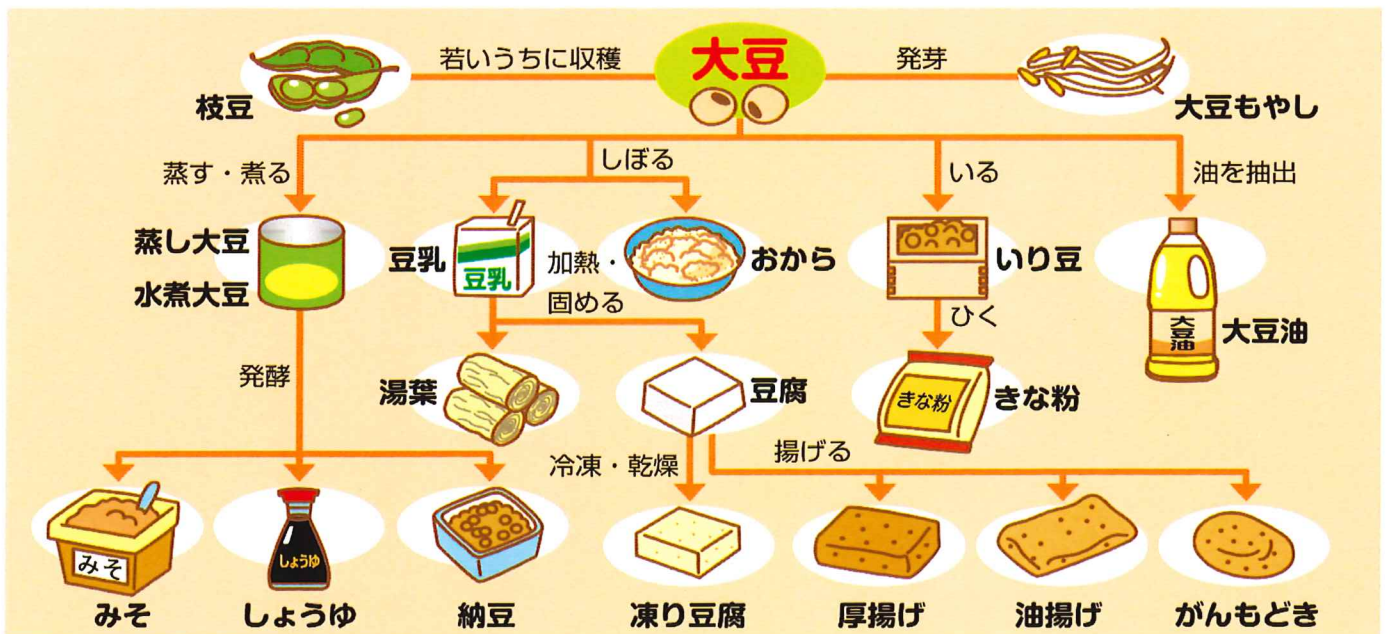 大豆
若いうちに収穫
発芽
枝豆
大豆もやし
蒸す・煮る
しぼる
いる
油を抽出
蒸し大豆
水煮大豆
豆乳
豆乳
加熱・
固める
おから
いり豆
大豆油
大豆油
発酵
湯葉
豆腐
ひく
きな粉
きな粉
冷凍・乾燥
揚げる
みそ
しょうゆ
みそ
しょうゆ
納豆
凍り豆腐
厚揚げ
油揚げ
がんもどき